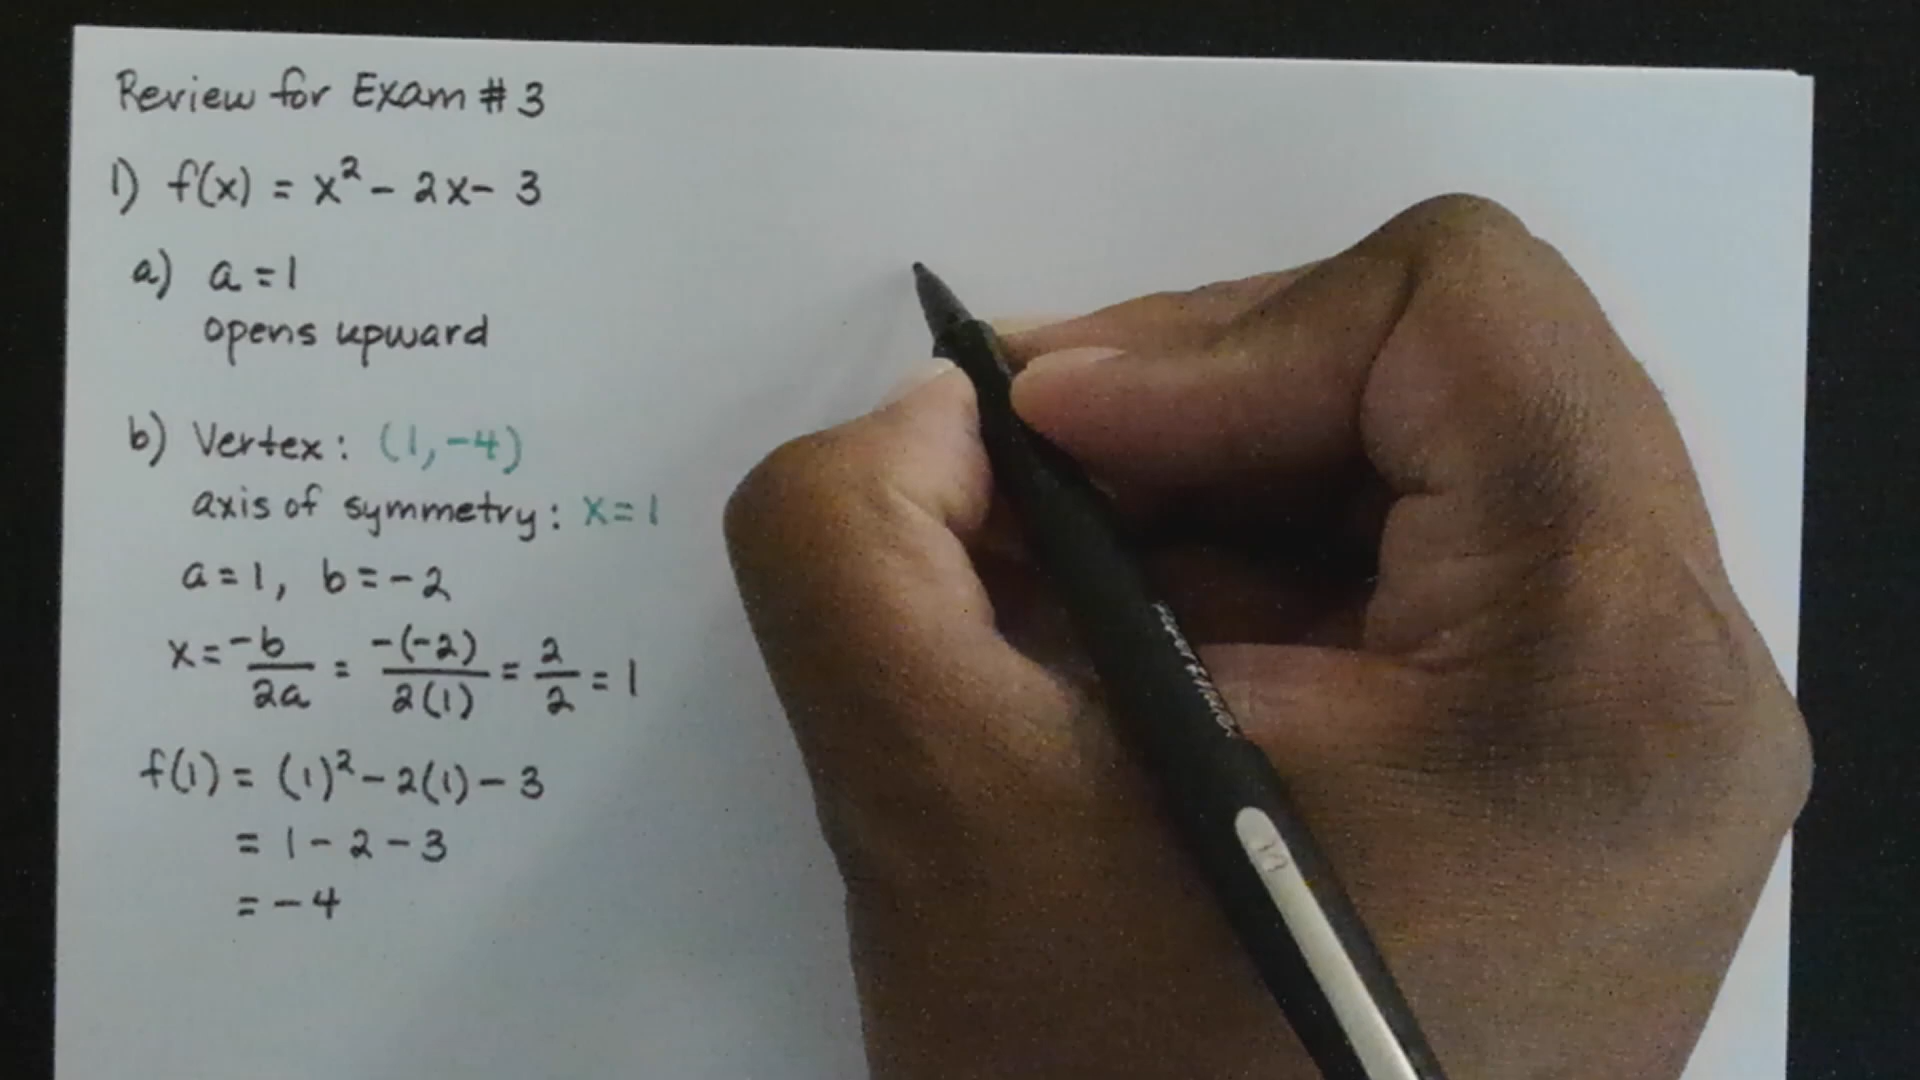 Review for Exam # 3
1) f(x) = x² - 2x - 3
a) a = 1
opens upward
b) Vertex: (1, -4)
axis of symmetry: x = 1
a = 1, b = -2
x = -b/2a = -(-2)/2(1) = 2/2 = 1
f(1) = (1)² - 2(1) - 3
= 1 - 2 - 3
= -4